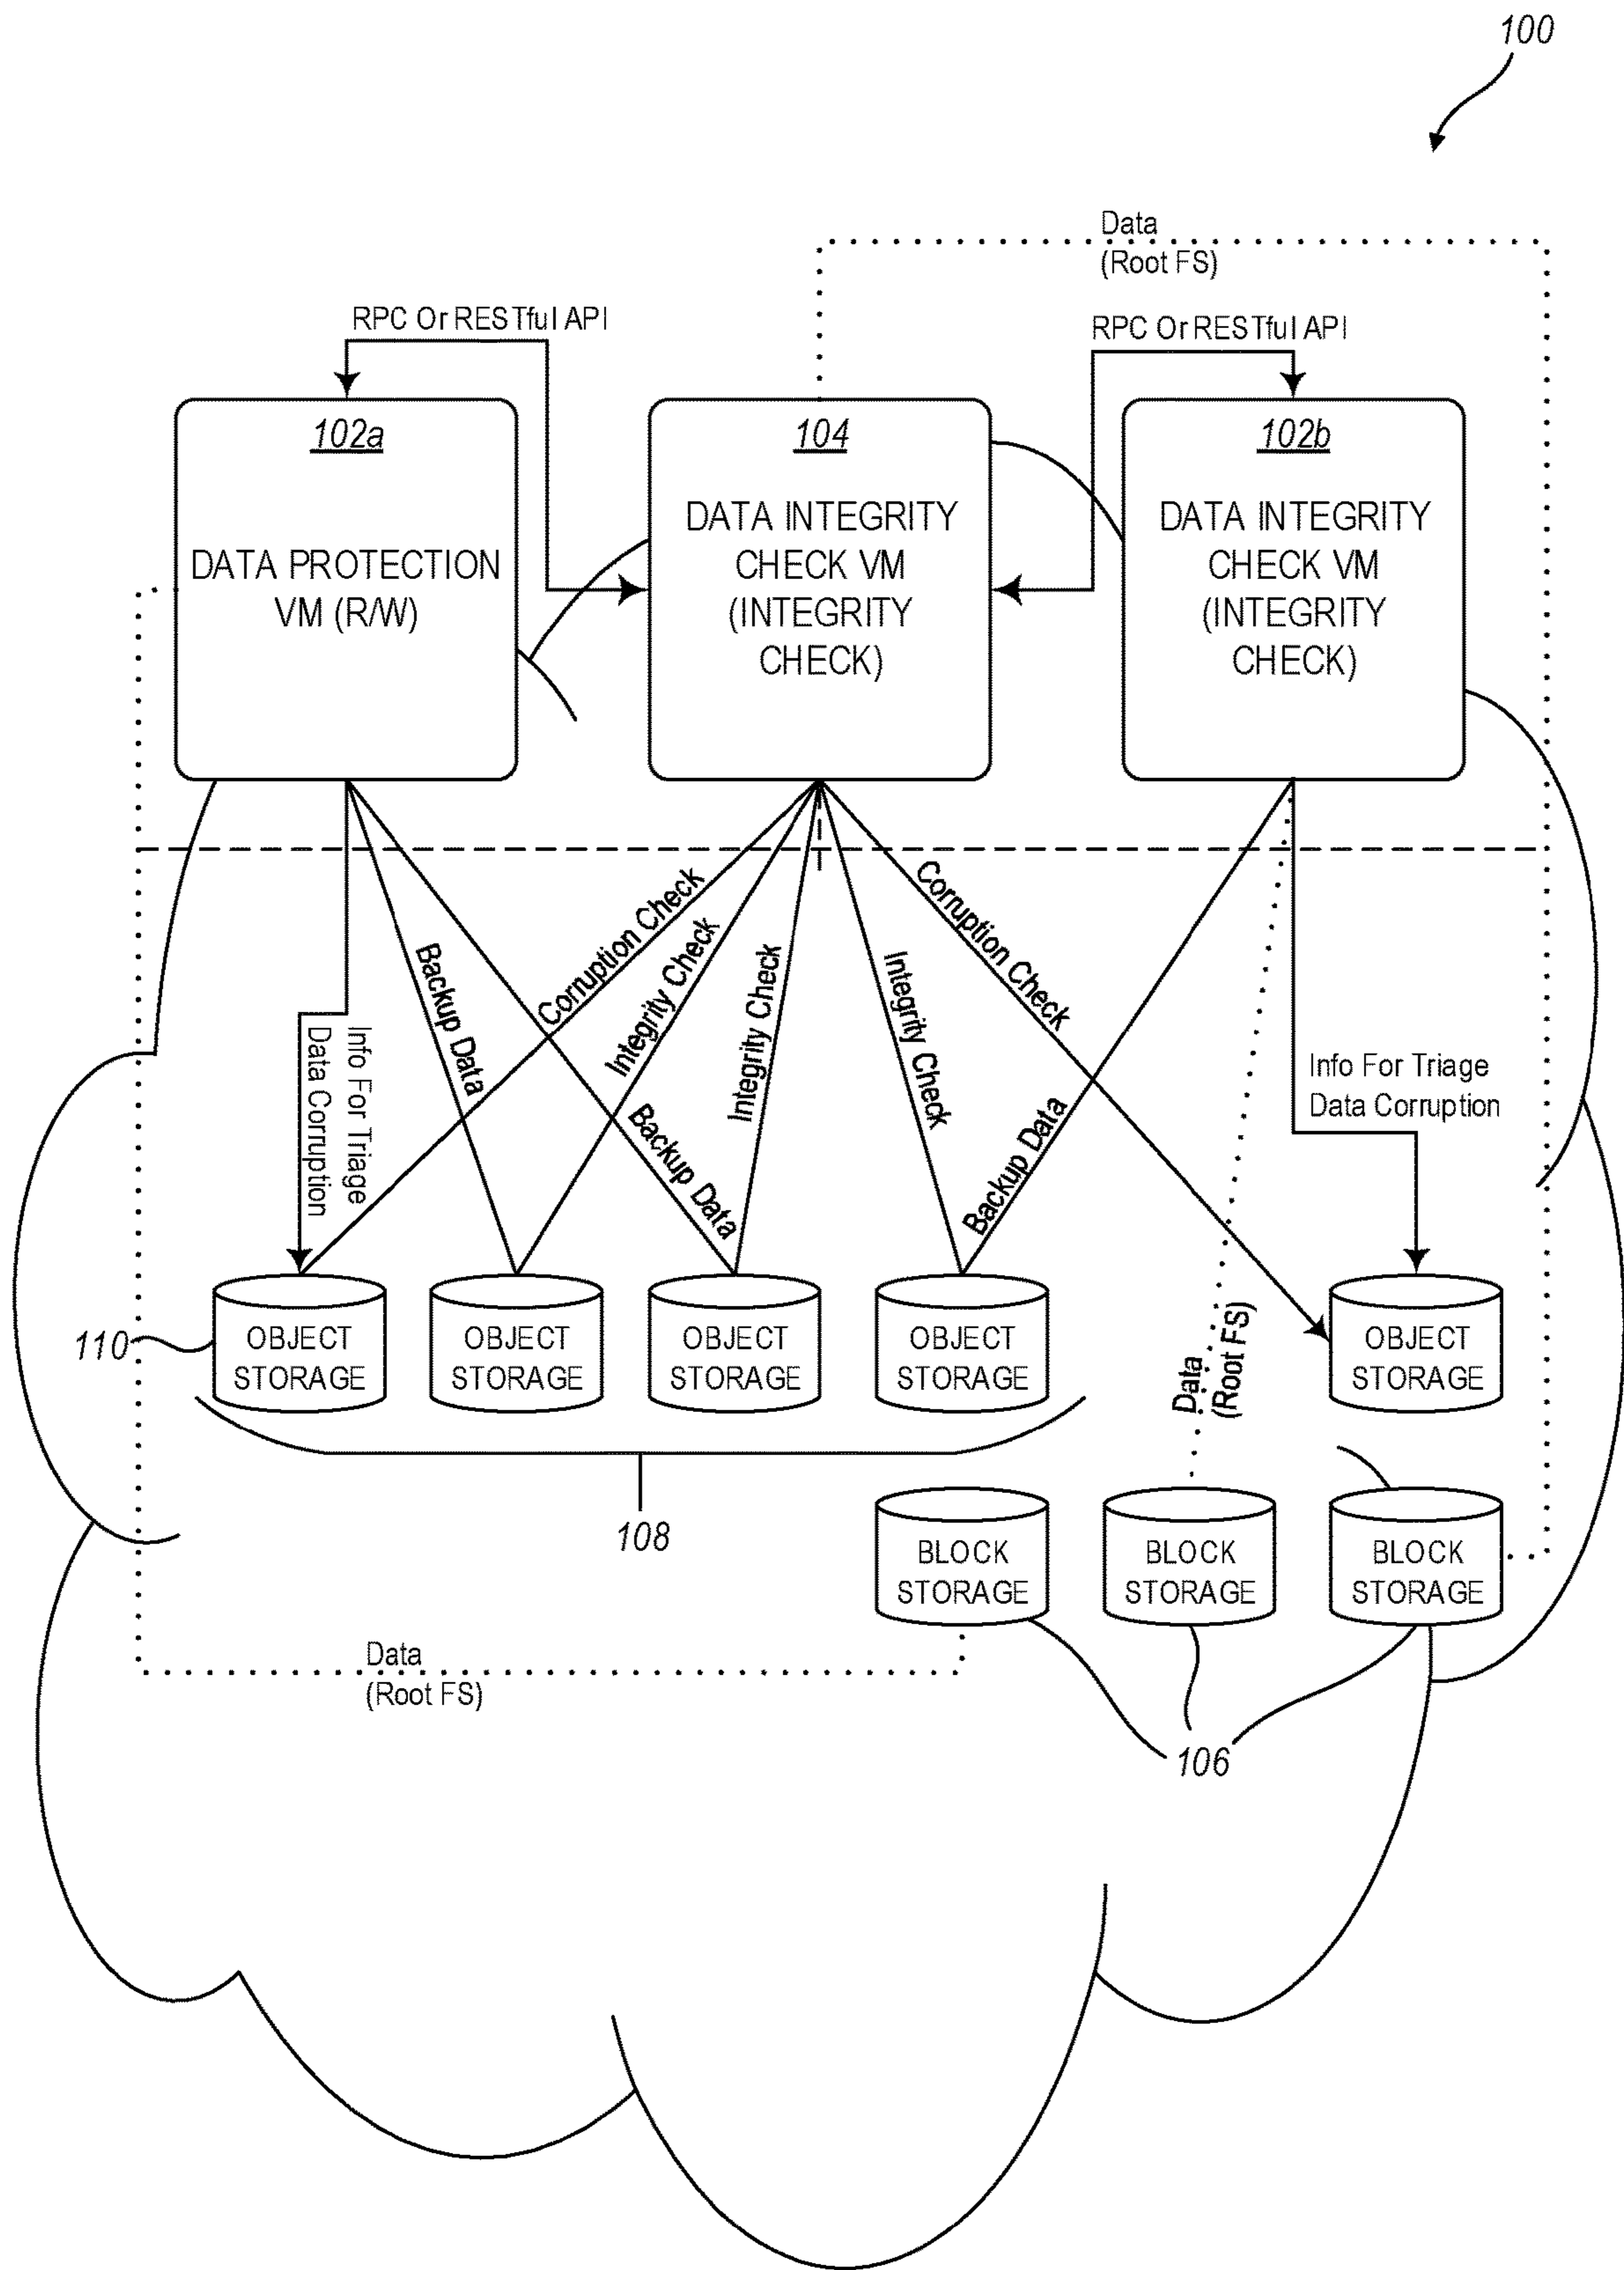 100
Data
(Root FS)
RPC Or RESTful API
RPC Or RESTful API
102a
DATA PROTECTION
VM (R/W)
104
DATA INTEGRITY
CHECK VM
(INTEGRITY
CHECK)
102b
DATA INTEGRITY
CHECK VM
(INTEGRITY
CHECK)
Info For Triage
Data Corruption
Backup Data
Corruption Check
Integrity Check
Backup Data
Integrity Check
Integrity Check
Corruption Check
Backup Data
Info For Triage
Data Corruption
110
OBJECT
STORAGE
OBJECT
STORAGE
OBJECT
STORAGE
OBJECT
STORAGE
Data
(Root FS)
OBJECT
STORAGE
108
BLOCK
STORAGE
BLOCK
STORAGE
BLOCK
STORAGE
Data
(Root FS)
106